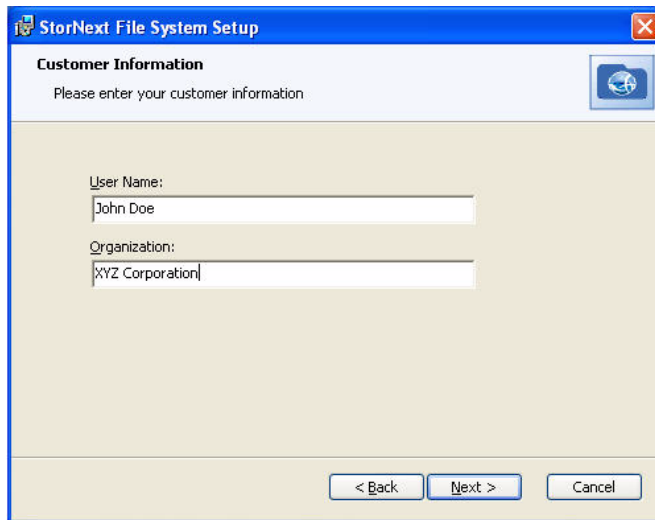 StorNext File System Setup
Customer Information
Please enter your customer information
User Name:
John Doe
Organization:
XYZ Corporation
< Back Next > Cancel